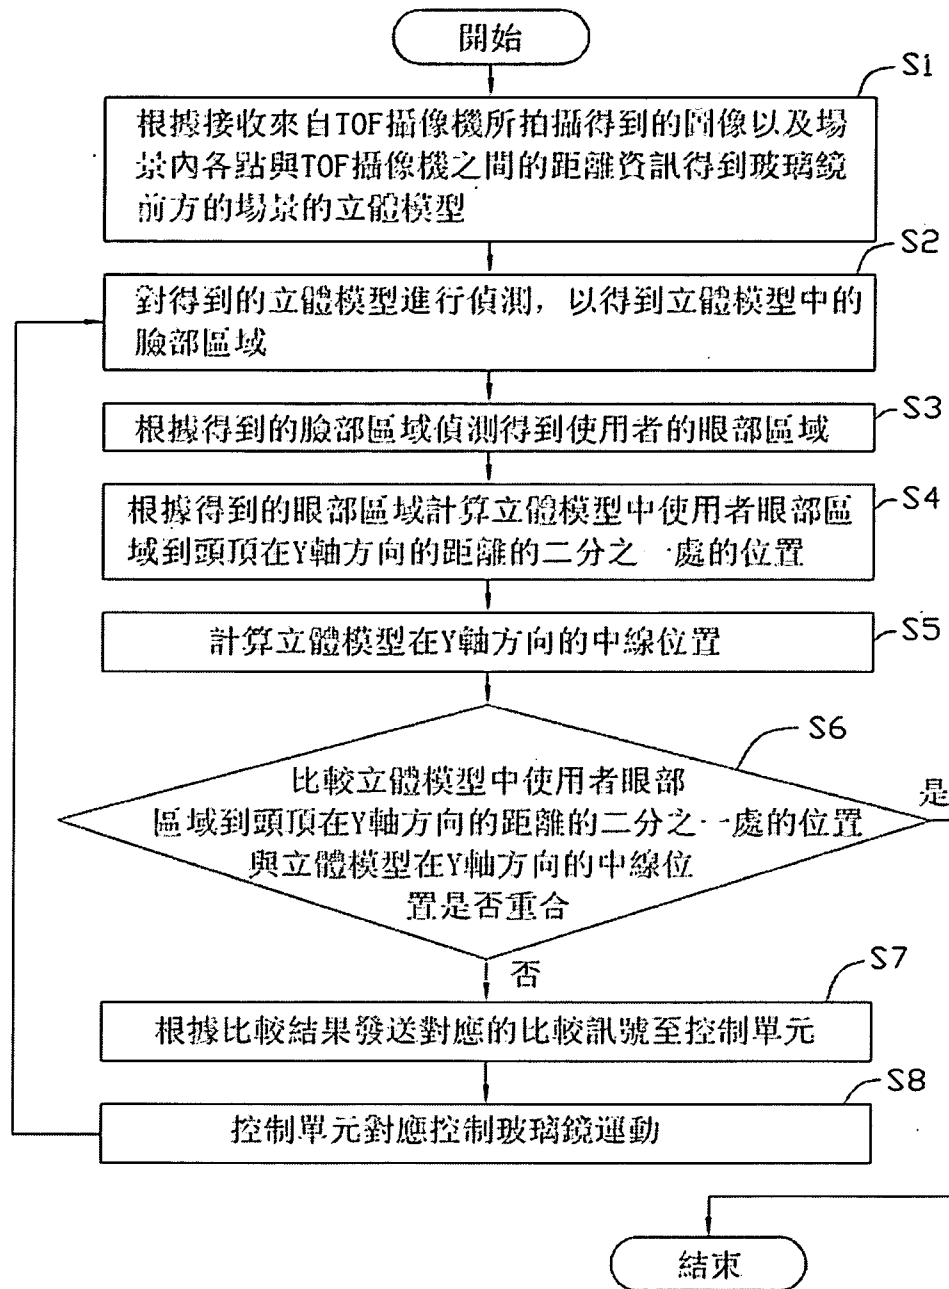 開始
S1
根據接收來自TOF攝像機所拍攝得到的圖像以及場
景內各點與TOF攝像機之間的距離資訊得到玻璃鏡
前方的場景的立體模型
S2
對得到的立體模型進行偵測，以得到立體模型中的
臉部區域
S3
根據得到的臉部區域偵測得到使用者的眼部區域
S4
根據得到的眼部區域計算立體模型中使用者眼部區
域到頭頂在Y軸方向的距離的二分之一處的位置
S5
計算立體模型在Y軸方向的中線位置
S6
比較立體模型中使用者眼部
區域到頭頂在Y軸方向的距離的二分之一處的位置
與立體模型在Y軸方向的中線位
置是否重合
是
否
S7
根據比較結果發送對應的比較訊號至控制單元
S8
控制單元對應控制玻璃鏡運動
結束